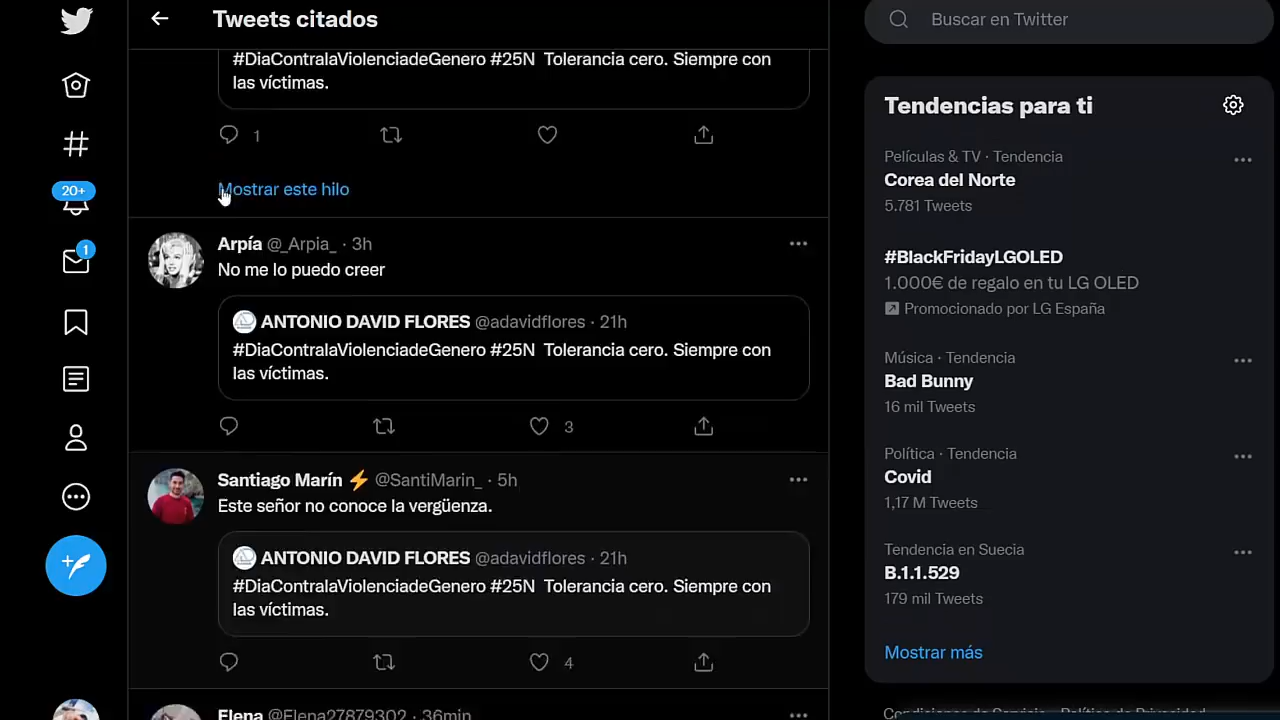 Tweets citados
Buscar en Twitter
#DiaContralaViolenciadeGenero #25N Tolerancia cero. Siempre con
las víctimas.
1
Mostrar este hilo
20+
1
Arpía @_Arpia_ · 3h
No me lo puedo creer
ANTONIO DAVID FLORES @adavidflores · 21h
#DiaContralaViolenciadeGenero #25N Tolerancia cero. Siempre con
las víctimas.
3
Santiago Marín ⚡ @SantiMarin_ · 5h
Este señor no conoce la vergüenza.
ANTONIO DAVID FLORES @adavidflores · 21h
#DiaContralaViolenciadeGenero #25N Tolerancia cero. Siempre con
las víctimas.
4
Elena @Elena27879302 · 36min
Tendencias para ti
Películas & TV · Tendencia
Corea del Norte
5.781 Tweets
#BlackFridayLGOLED
1.000€ de regalo en tu LG OLED
Promocionado por LG España
Música · Tendencia
Bad Bunny
16 mil Tweets
Política · Tendencia
Covid
1,17 M Tweets
Tendencia en Suecia
B.1.1.529
179 mil Tweets
Mostrar más
Condiciones de Servicio Política de Privacidad